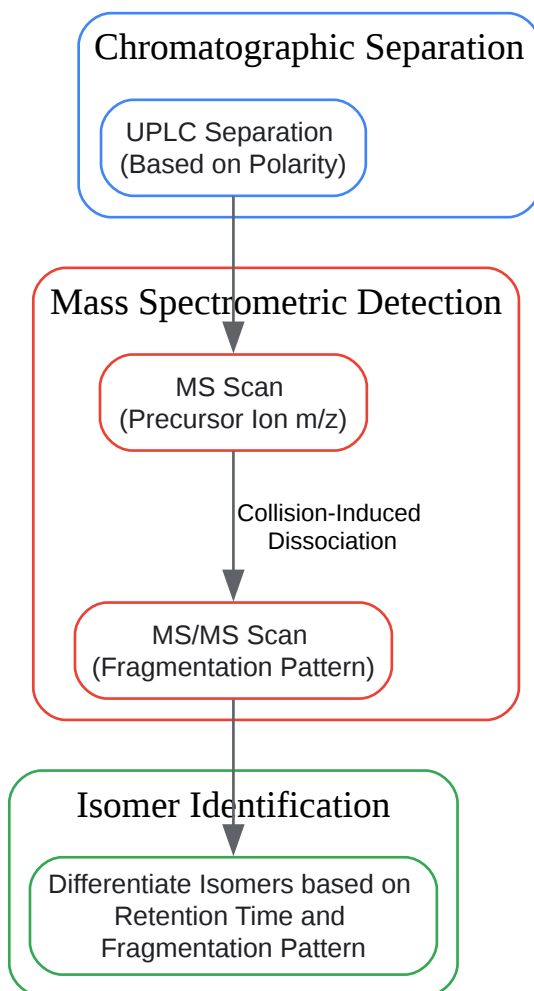 Chromatographic Separation
UPLC Separation
(Based on Polarity)
Mass Spectrometric Detection
MS Scan
(Precursor Ion m/z)
Collision-Induced
Dissociation
MS/MS Scan
(Fragmentation Pattern)
Isomer Identification
Differentiate Isomers based on
Retention Time and
Fragmentation Pattern